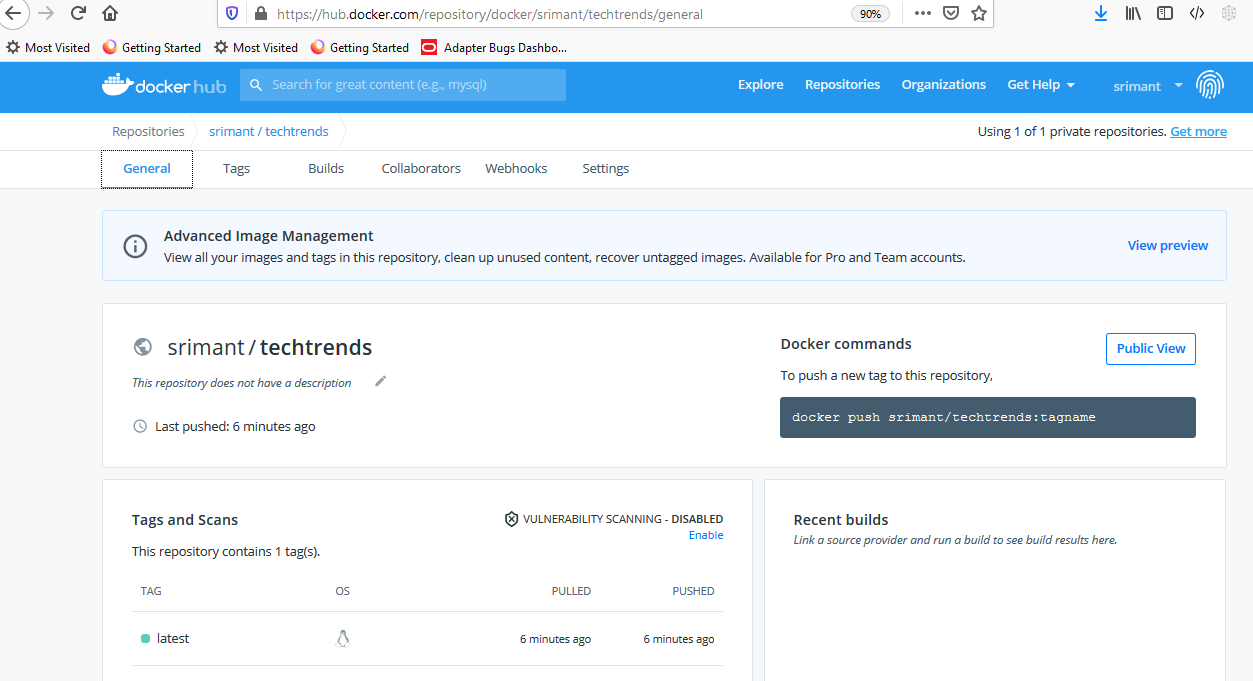 https://hub.docker.com/repository/docker/srimant/techtrends/general
90%
Most Visited
Getting Started
Most Visited
Getting Started
Adapter Bugs Dashbo...
docker hub
Search for great content (e.g., mysql)
Explore
Repositories
Organizations
Get Help
srimant
Repositories
srimant / techtrends
Using 1 of 1 private repositories. Get more
General
Tags
Builds
Collaborators
Webhooks
Settings
Advanced Image Management
View all your images and tags in this repository, clean up unused content, recover untagged images. Available for Pro and Team accounts.
View preview
srimant / techtrends
This repository does not have a description
Last pushed: 6 minutes ago
Docker commands
Public View
To push a new tag to this repository,
docker push srimant/techtrends:tagname
Tags and Scans
VULNERABILITY SCANNING - DISABLED
Enable
This repository contains 1 tag(s).
TAG
OS
PULLED
PUSHED
latest
6 minutes ago
6 minutes ago
Recent builds
Link a source provider and run a build to see build results here.